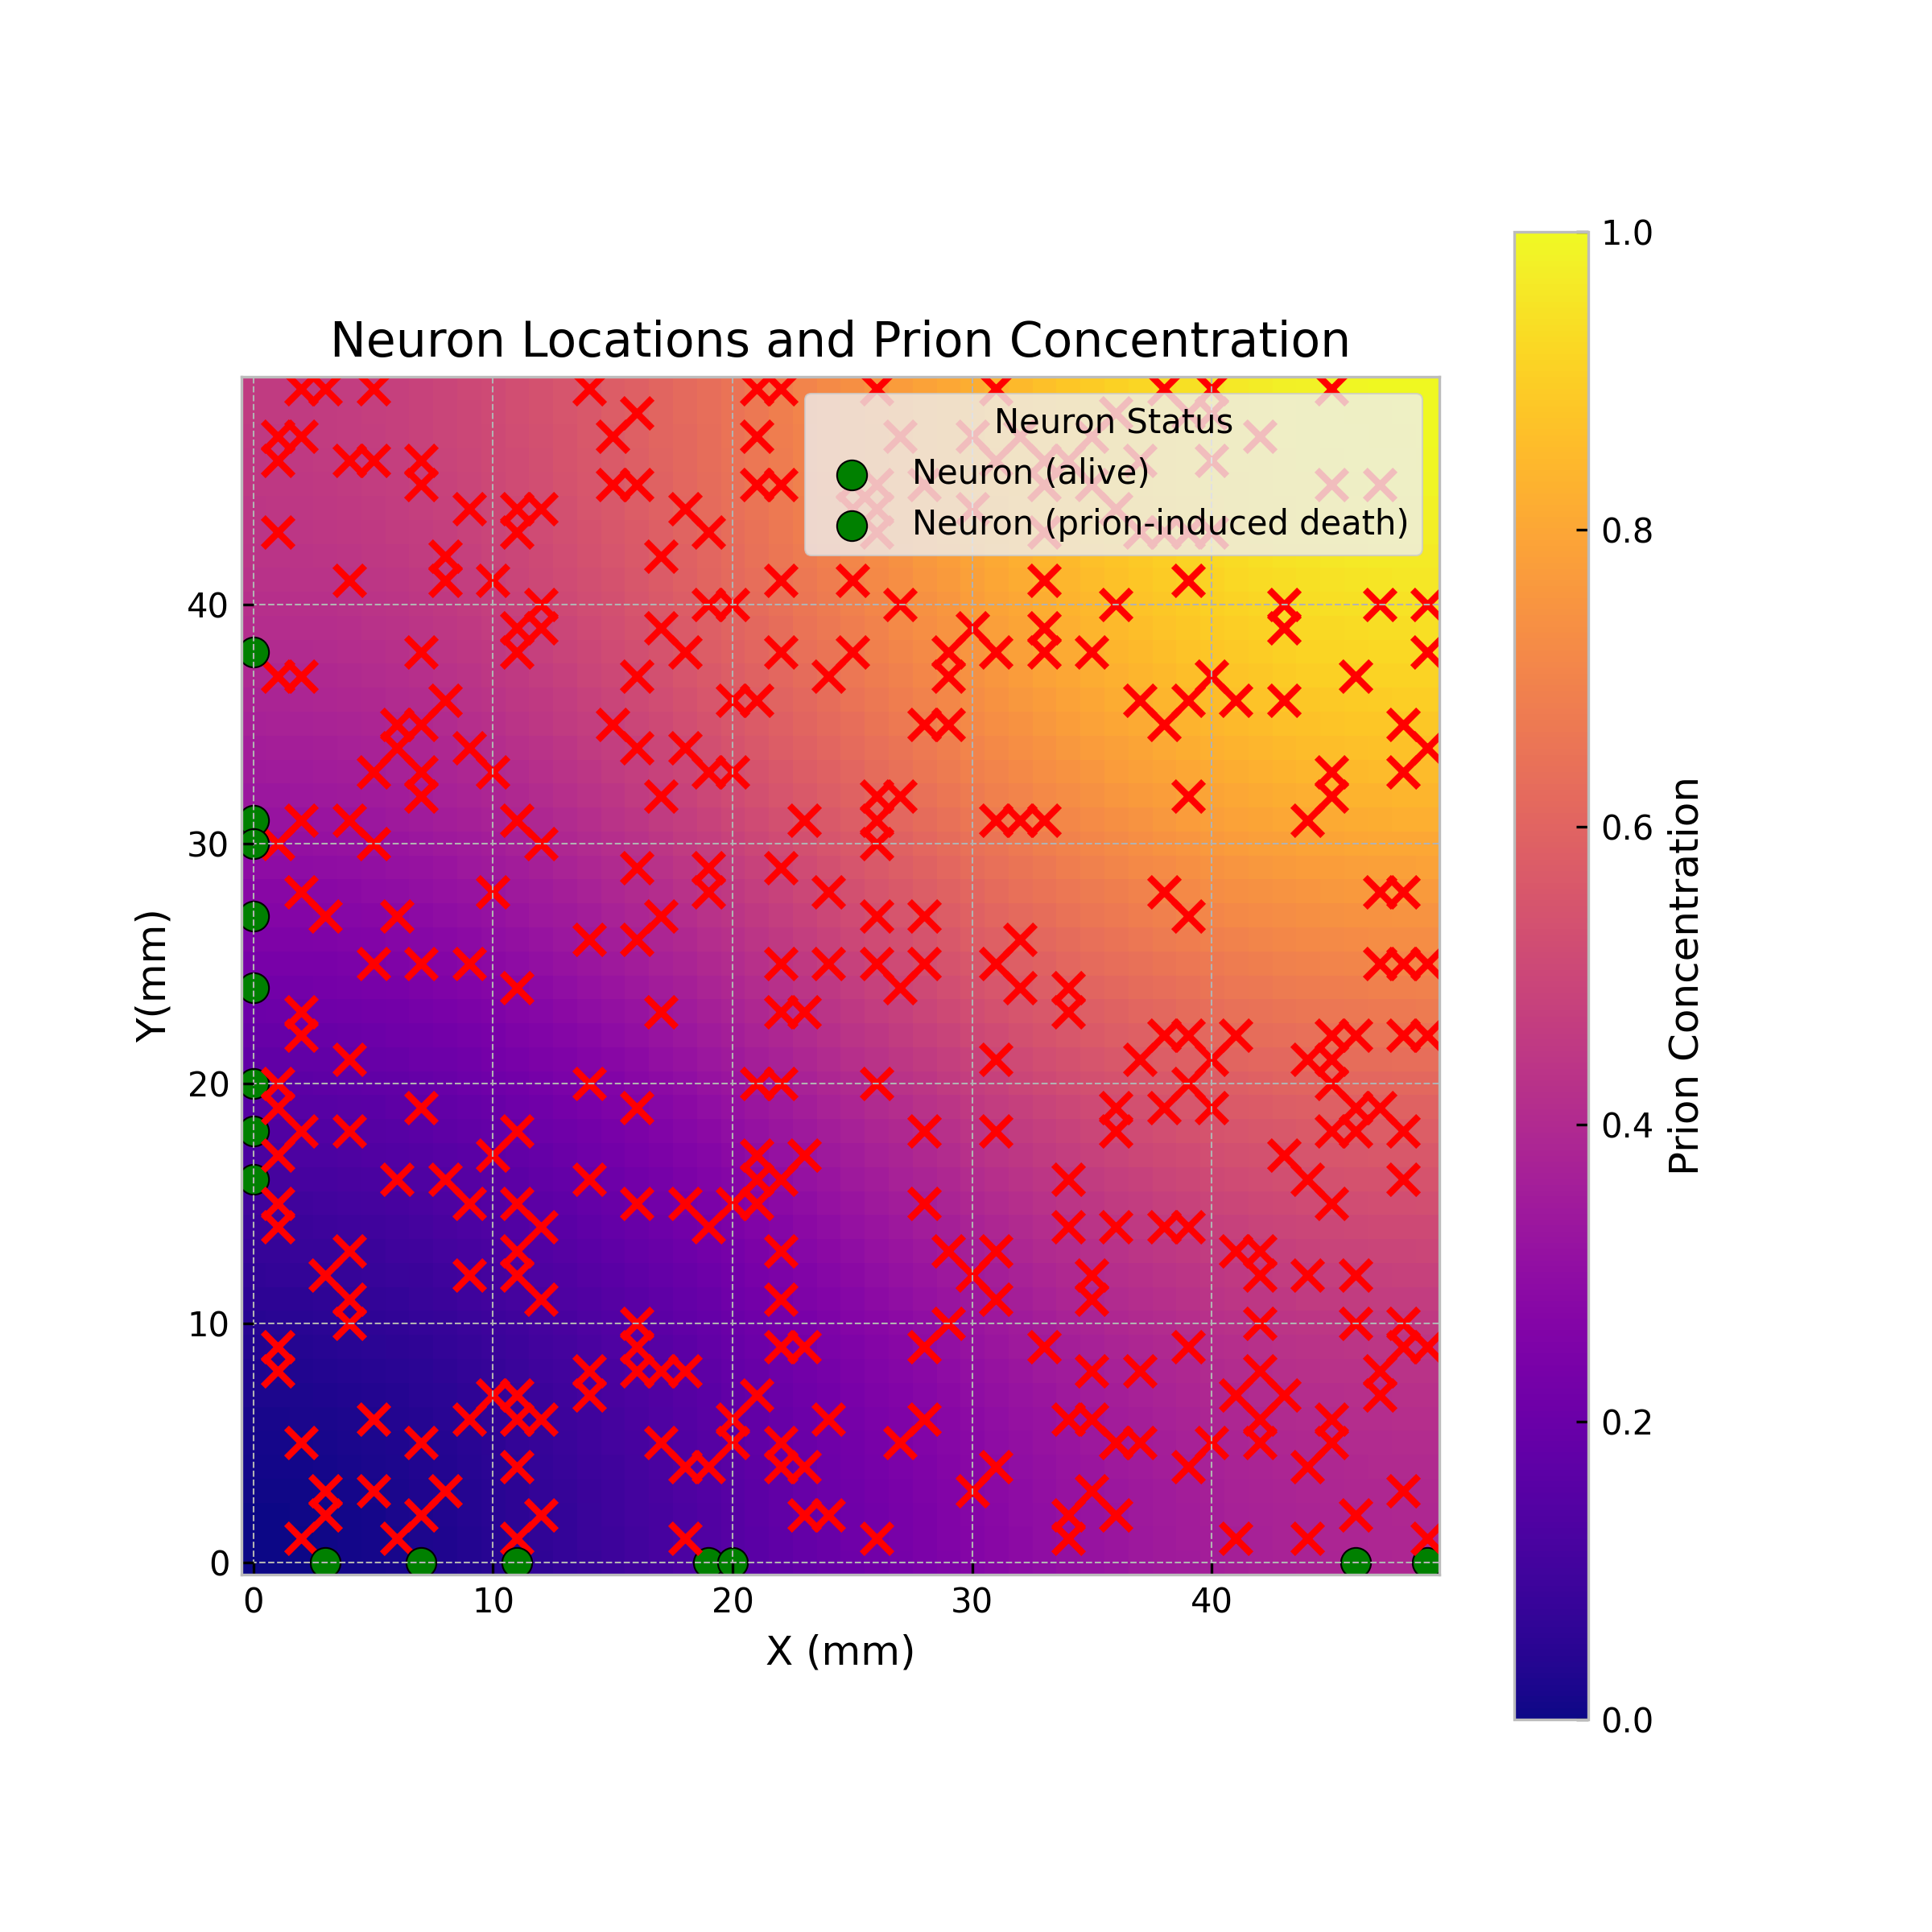 Neuron Locations and Prion Concentration
Neuron Status
Neuron (alive)
Neuron (prion-induced death)
40
30
20
10
0
Y(mm)
0 10 20 30 40
X (mm)
1.0
0.8
0.6
0.4
0.2
0.0
Prion Concentration